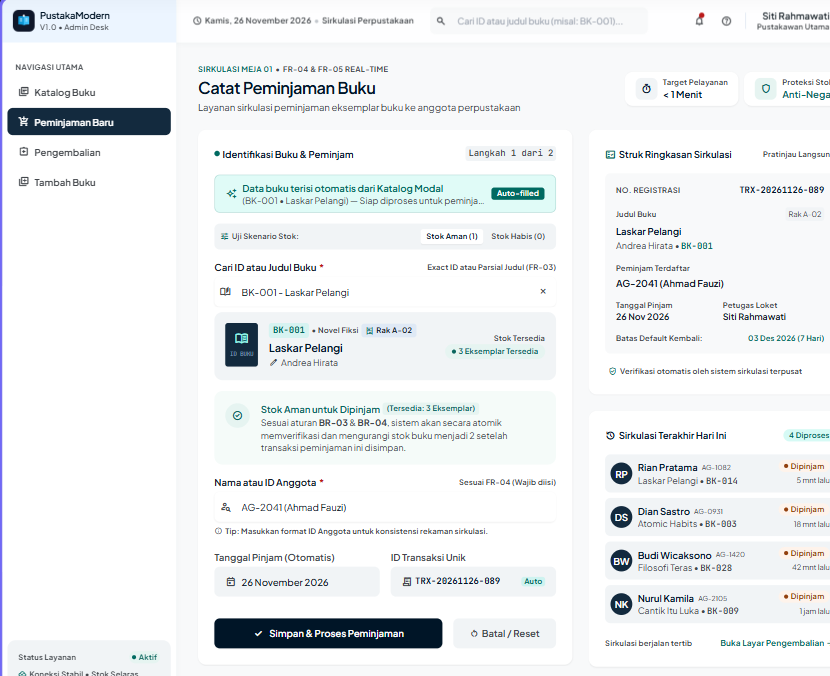 PustakaModern
V1.0 • Admin Desk
NAVIGASI UTAMA
Katalog Buku
Peminjaman Baru
Pengembalian
Tambah Buku
Status Layanan
Aktif
Koneksi Stabil • Stok Selaras
Kamis, 26 November 2026 • Sirkulasi Perpustakaan
Cari ID atau judul buku (misal: BK-001)...
Siti Rahmawati
Pustakawan Utama
SIRKULASI MEJA 01 • FR-04 & FR-05 REAL-TIME
Catat Peminjaman Buku
Layanan sirkulasi peminjaman eksemplar buku ke anggota perpustakaan
Target Pelayanan
< 1 Menit
Proteksi Sto
Anti-Nega
Identifikasi Buku & Peminjam
Langkah 1 dari 2
Data buku terisi otomatis dari Katalog Modal
(BK-001 • Laskar Pelangi) — Siap diproses untuk peminja...
Auto-filled
Uji Skenario Stok:
Stok Aman (1)
Stok Habis (0)
Cari ID atau Judul Buku *
Exact ID atau Parsial Judul (FR-03)
BK-001 - Laskar Pelangi
×
ID BUKU
BK-001 • Novel Fiksi
Rak A-02
Laskar Pelangi
Andrea Hirata
Stok Tersedia
3 Eksemplar Tersedia
Stok Aman untuk Dipinjam (Tersedia: 3 Eksemplar)
Sesuai aturan BR-03 & BR-04, sistem akan secara atomik
memverifikasi dan mengurangi stok buku menjadi 2 setelah
transaksi peminjaman ini disimpan.
Nama atau ID Anggota *
Sesuai FR-04 (Wajib diisi)
AG-2041 (Ahmad Fauzi)
Tip: Masukkan format ID Anggota untuk konsistensi rekaman sirkulasi.
Tanggal Pinjam (Otomatis)
26 November 2026
ID Transaksi Unik
TRX-20261126-089
Auto
Simpan & Proses Peminjaman
Batal / Reset
Struk Ringkasan Sirkulasi
Pratinjau Langsun
NO. REGISTRASI
TRX-20261126-089
Judul Buku
Rak A-02
Laskar Pelangi
Andrea Hirata • BK-001
Peminjam Terdaftar
AG-2041 (Ahmad Fauzi)
Tanggal Pinjam
26 Nov 2026
Petugas Loket
Siti Rahmawati
Batas Default Kembali:
03 Des 2026 (7 Hari)
Verifikasi otomatis oleh sistem sirkulasi terpusat
Sirkulasi Terakhir Hari Ini
4 Diproses
RP
Rian Pratama AG-1082
Laskar Pelangi • BK-014
Dipinjam
5 mnt lalu
DS
Dian Sastro AG-0931
Atomic Habits • BK-003
Dipinjam
18 mnt lalu
BW
Budi Wicaksono AG-1420
Filosofi Teras • BK-028
Dipinjam
42 mnt lalu
NK
Nurul Kamila AG-2105
Cantik Itu Luka • BK-009
Dipinjam
1 jam lalu
Sirkulasi berjalan tertib
Buka Layar Pengembalian